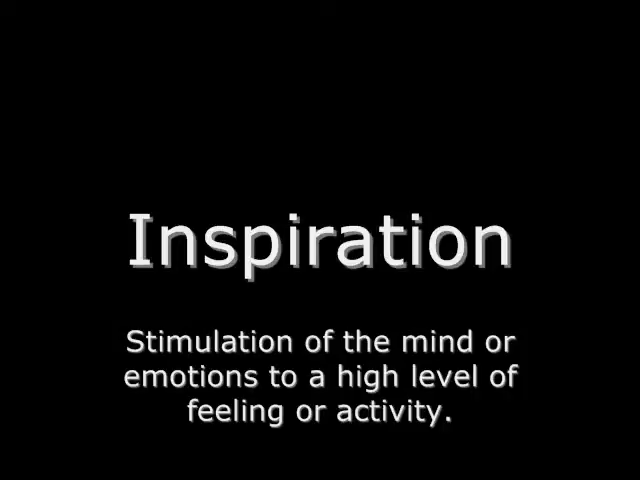 Inspiration
Stimulation of the mind or
emotions to a high level of
feeling or activity.